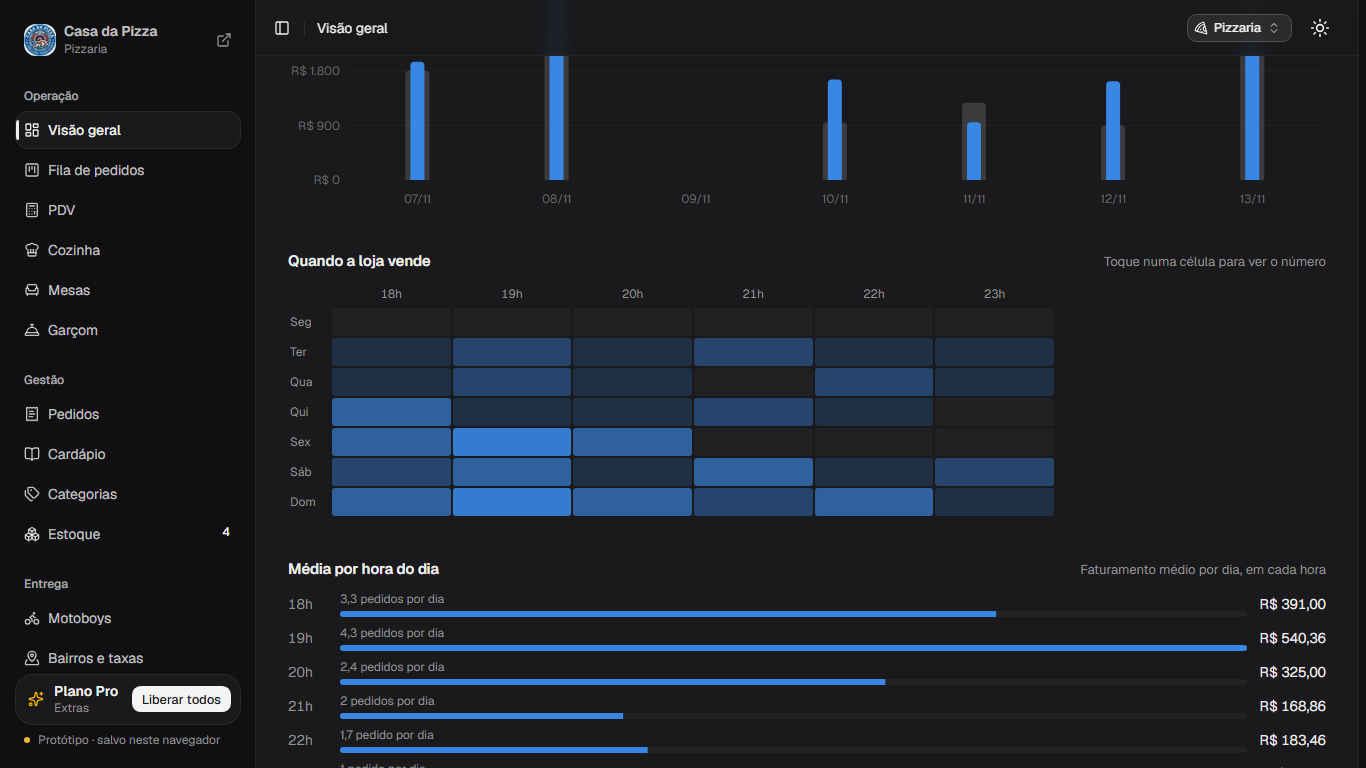 Casa da Pizza
Pizzaria
Operação
Visão geral
Fila de pedidos
PDV
Cozinha
Mesas
Garçom
Gestão
Pedidos
Cardápio
Categorias
Estoque 4
Entrega
Motoboys
Bairros e taxas
Plano Pro
Extras
Liberar todos
Protótipo · salvo neste navegador
Visão geral
Pizzaria
R$ 1.800
R$ 900
R$ 0
07/11 08/11 09/11 10/11 11/11 12/11 13/11
Quando a loja vende
Toque numa célula para ver o número
18h 19h 20h 21h 22h 23h
Seg
Ter
Qua
Qui
Sex
Sáb
Dom
Média por hora do dia
Faturamento médio por dia, em cada hora
18h 3,3 pedidos por dia R$ 391,00
19h 4,3 pedidos por dia R$ 540,36
20h 2,4 pedidos por dia R$ 325,00
21h 2 pedidos por dia R$ 168,86
22h 1,7 pedido por dia R$ 183,46
1 pedido por dia